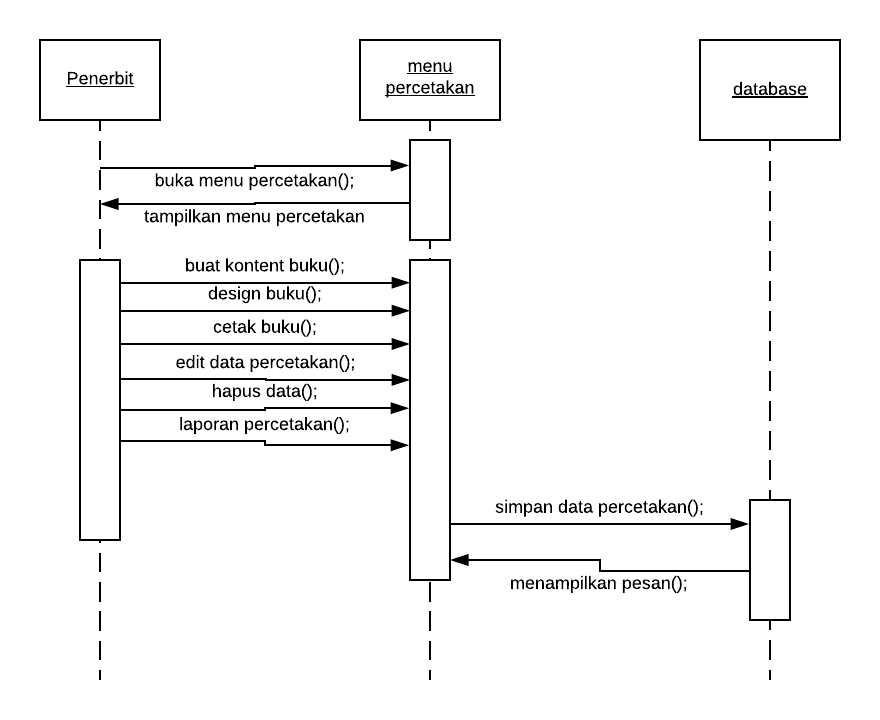 Penerbit
menu
percetakan
database
buka menu percetakan();
tampilkan menu percetakan
buat kontent buku();
design buku();
cetak buku();
edit data percetakan();
hapus data();
laporan percetakan();
simpan data percetakan();
menampilkan pesan();